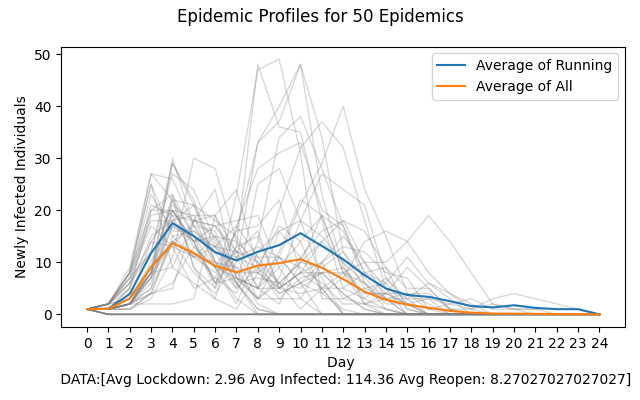 Epidemic Profiles for 50 Epidemics
50
40
30
20
10
0
Newly Infected Individuals
Average of Running
Average of All
0 1 2 3 4 5 6 7 8 9 10 11 12 13 14 15 16 17 18 19 20 21 22 23 24
Day
DATA:[Avg Lockdown: 2.96 Avg Infected: 114.36 Avg Reopen: 8.27027027027027]